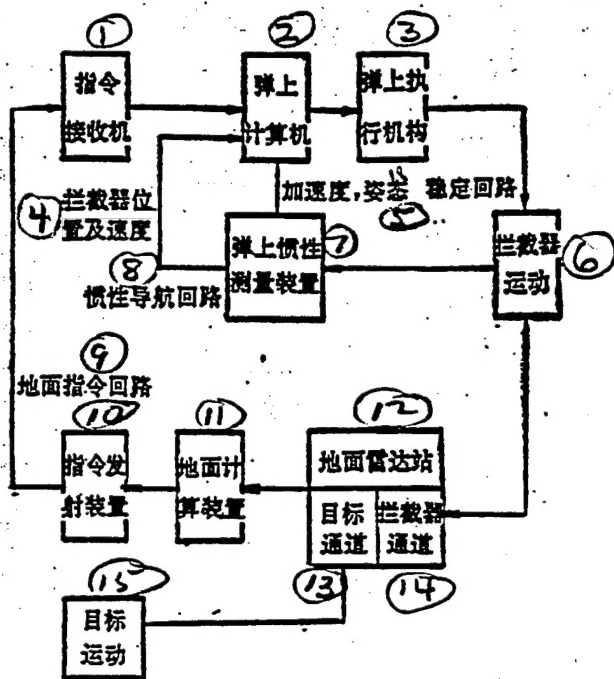 ① ② ③
指令 弹上 弹上执
接收机 计算机 行机构
加速度,姿态 稳定回路
④ 拦截器位 ⑤
置及速度
弹上惯性 ⑦ 拦截器 ⑥
⑧ 测量装置 运动
惯性导航回路
⑨
地面指令回路
⑩ ⑪ ⑫
指令发 地面计 地面雷达站
射装置 算装置
目标 拦截器
通道 通道
⑮ ⑬ ⑭
目标
运动